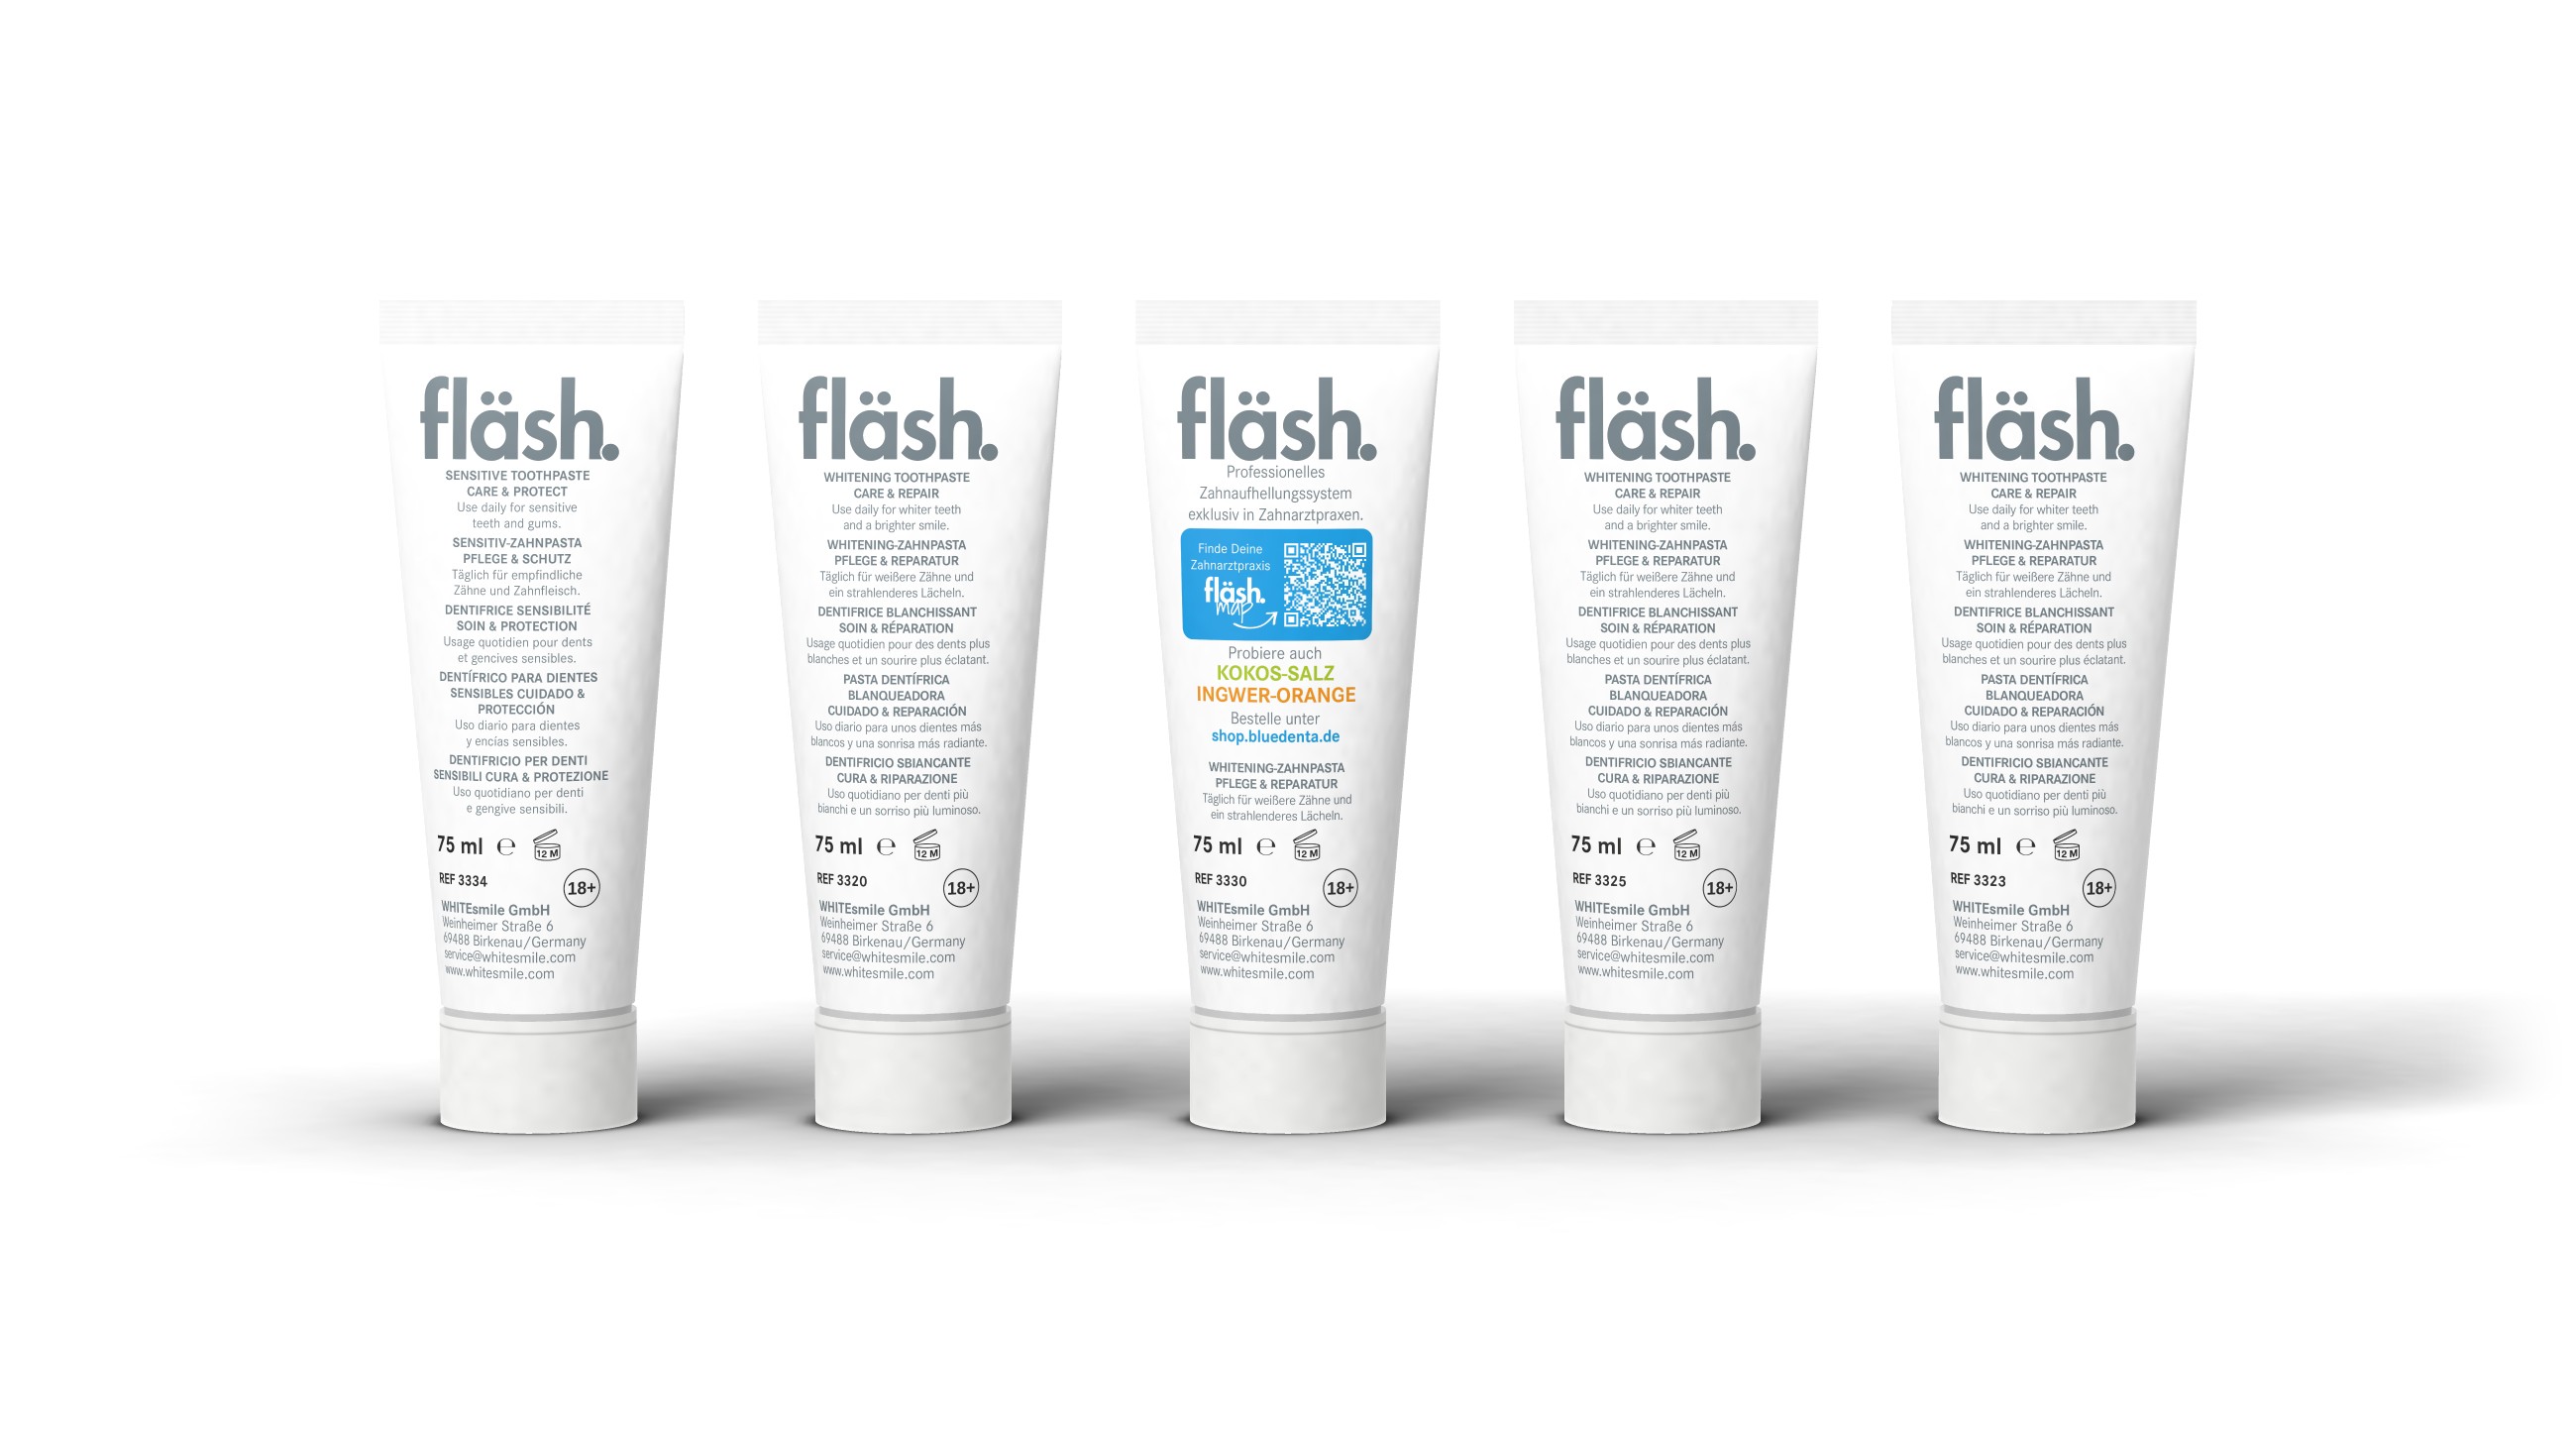 fläsh.
SENSITIVE TOOTHPASTE
CARE & PROTECT
Use daily for sensitive
teeth and gums.
SENSITIV-ZAHNPASTA
PFLEGE & SCHUTZ
Täglich für empfindliche
Zähne und Zahnfleisch.
DENTIFRICE SENSIBILITÉ
SOIN & PROTECTION
Usage quotidien pour dents
et gencives sensibles.
DENTÍFRICO PARA DIENTES
SENSIBLES CUIDADO &
PROTECCIÓN
Uso diario para dientes
y encías sensibles.
DENTIFRICIO PER DENTI
SENSIBILI CURA & PROTEZIONE
Uso quotidiano per denti
e gengive sensibili.
75 ml ℮ 12 M
REF 3334
18+
WHITEsmile GmbH
Weinheimer Straße 6
69488 Birkenau/Germany
service@whitesmile.com
www.whitesmile.com
fläsh.
WHITENING TOOTHPASTE
CARE & REPAIR
Use daily for whiter teeth
and a brighter smile.
WHITENING-ZAHNPASTA
PFLEGE & REPARATUR
Täglich für weißere Zähne und
ein strahlenderes Lächeln.
DENTIFRICE BLANCHISSANT
SOIN & RÉPARATION
Usage quotidien pour des dents plus
blanches et un sourire plus éclatant.
PASTA DENTÍFRICA
BLANQUEADORA
CUIDADO & REPARACIÓN
Uso diario para unos dientes más
blancos y una sonrisa más radiante.
DENTIFRICIO SBIANCANTE
CURA & RIPARAZIONE
Uso quotidiano per denti più
bianchi e un sorriso più luminoso.
75 ml ℮ 12 M
REF 3320
18+
WHITEsmile GmbH
Weinheimer Straße 6
69488 Birkenau/Germany
service@whitesmile.com
www.whitesmile.com
fläsh.
Professionelles
Zahnaufhellungssystem
exklusiv in Zahnarztpraxen.
Finde Deine
Zahnarztpraxis
fläsh.
map
Probiere auch
KOKOS-SALZ
INGWER-ORANGE
Bestelle unter
shop.bluedenta.de
WHITENING-ZAHNPASTA
PFLEGE & REPARATUR
Täglich für weißere Zähne und
ein strahlenderes Lächeln.
75 ml ℮ 12 M
REF 3330
18+
WHITEsmile GmbH
Weinheimer Straße 6
69488 Birkenau/Germany
service@whitesmile.com
www.whitesmile.com
fläsh.
WHITENING TOOTHPASTE
CARE & REPAIR
Use daily for whiter teeth
and a brighter smile.
WHITENING-ZAHNPASTA
PFLEGE & REPARATUR
Täglich für weißere Zähne und
ein strahlenderes Lächeln.
DENTIFRICE BLANCHISSANT
SOIN & RÉPARATION
Usage quotidien pour des dents plus
blanches et un sourire plus éclatant.
PASTA DENTÍFRICA
BLANQUEADORA
CUIDADO & REPARACIÓN
Uso diario para unos dientes más
blancos y una sonrisa más radiante.
DENTIFRICIO SBIANCANTE
CURA & RIPARAZIONE
Uso quotidiano per denti più
bianchi e un sorriso più luminoso.
75 ml ℮ 12 M
REF 3325
18+
WHITEsmile GmbH
Weinheimer Straße 6
69488 Birkenau/Germany
service@whitesmile.com
www.whitesmile.com
fläsh.
WHITENING TOOTHPASTE
CARE & REPAIR
Use daily for whiter teeth
and a brighter smile.
WHITENING-ZAHNPASTA
PFLEGE & REPARATUR
Täglich für weißere Zähne und
ein strahlenderes Lächeln.
DENTIFRICE BLANCHISSANT
SOIN & RÉPARATION
Usage quotidien pour des dents plus
blanches et un sourire plus éclatant.
PASTA DENTÍFRICA
BLANQUEADORA
CUIDADO & REPARACIÓN
Uso diario para unos dientes más
blancos y una sonrisa más radiante.
DENTIFRICIO SBIANCANTE
CURA & RIPARAZIONE
Uso quotidiano per denti più
bianchi e un sorriso più luminoso.
75 ml ℮ 12 M
REF 3323
18+
WHITEsmile GmbH
Weinheimer Straße 6
69488 Birkenau/Germany
service@whitesmile.com
www.whitesmile.com